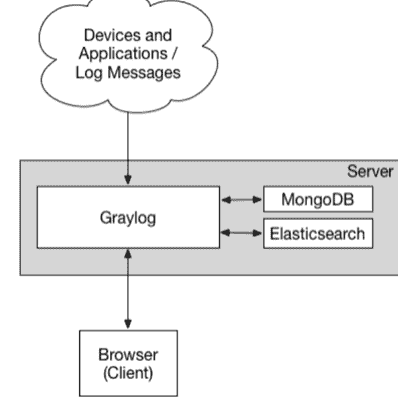 Devices and
Applications /
Log Messages
Server
Graylog
MongoDB
Elasticsearch
Browser
(Client)